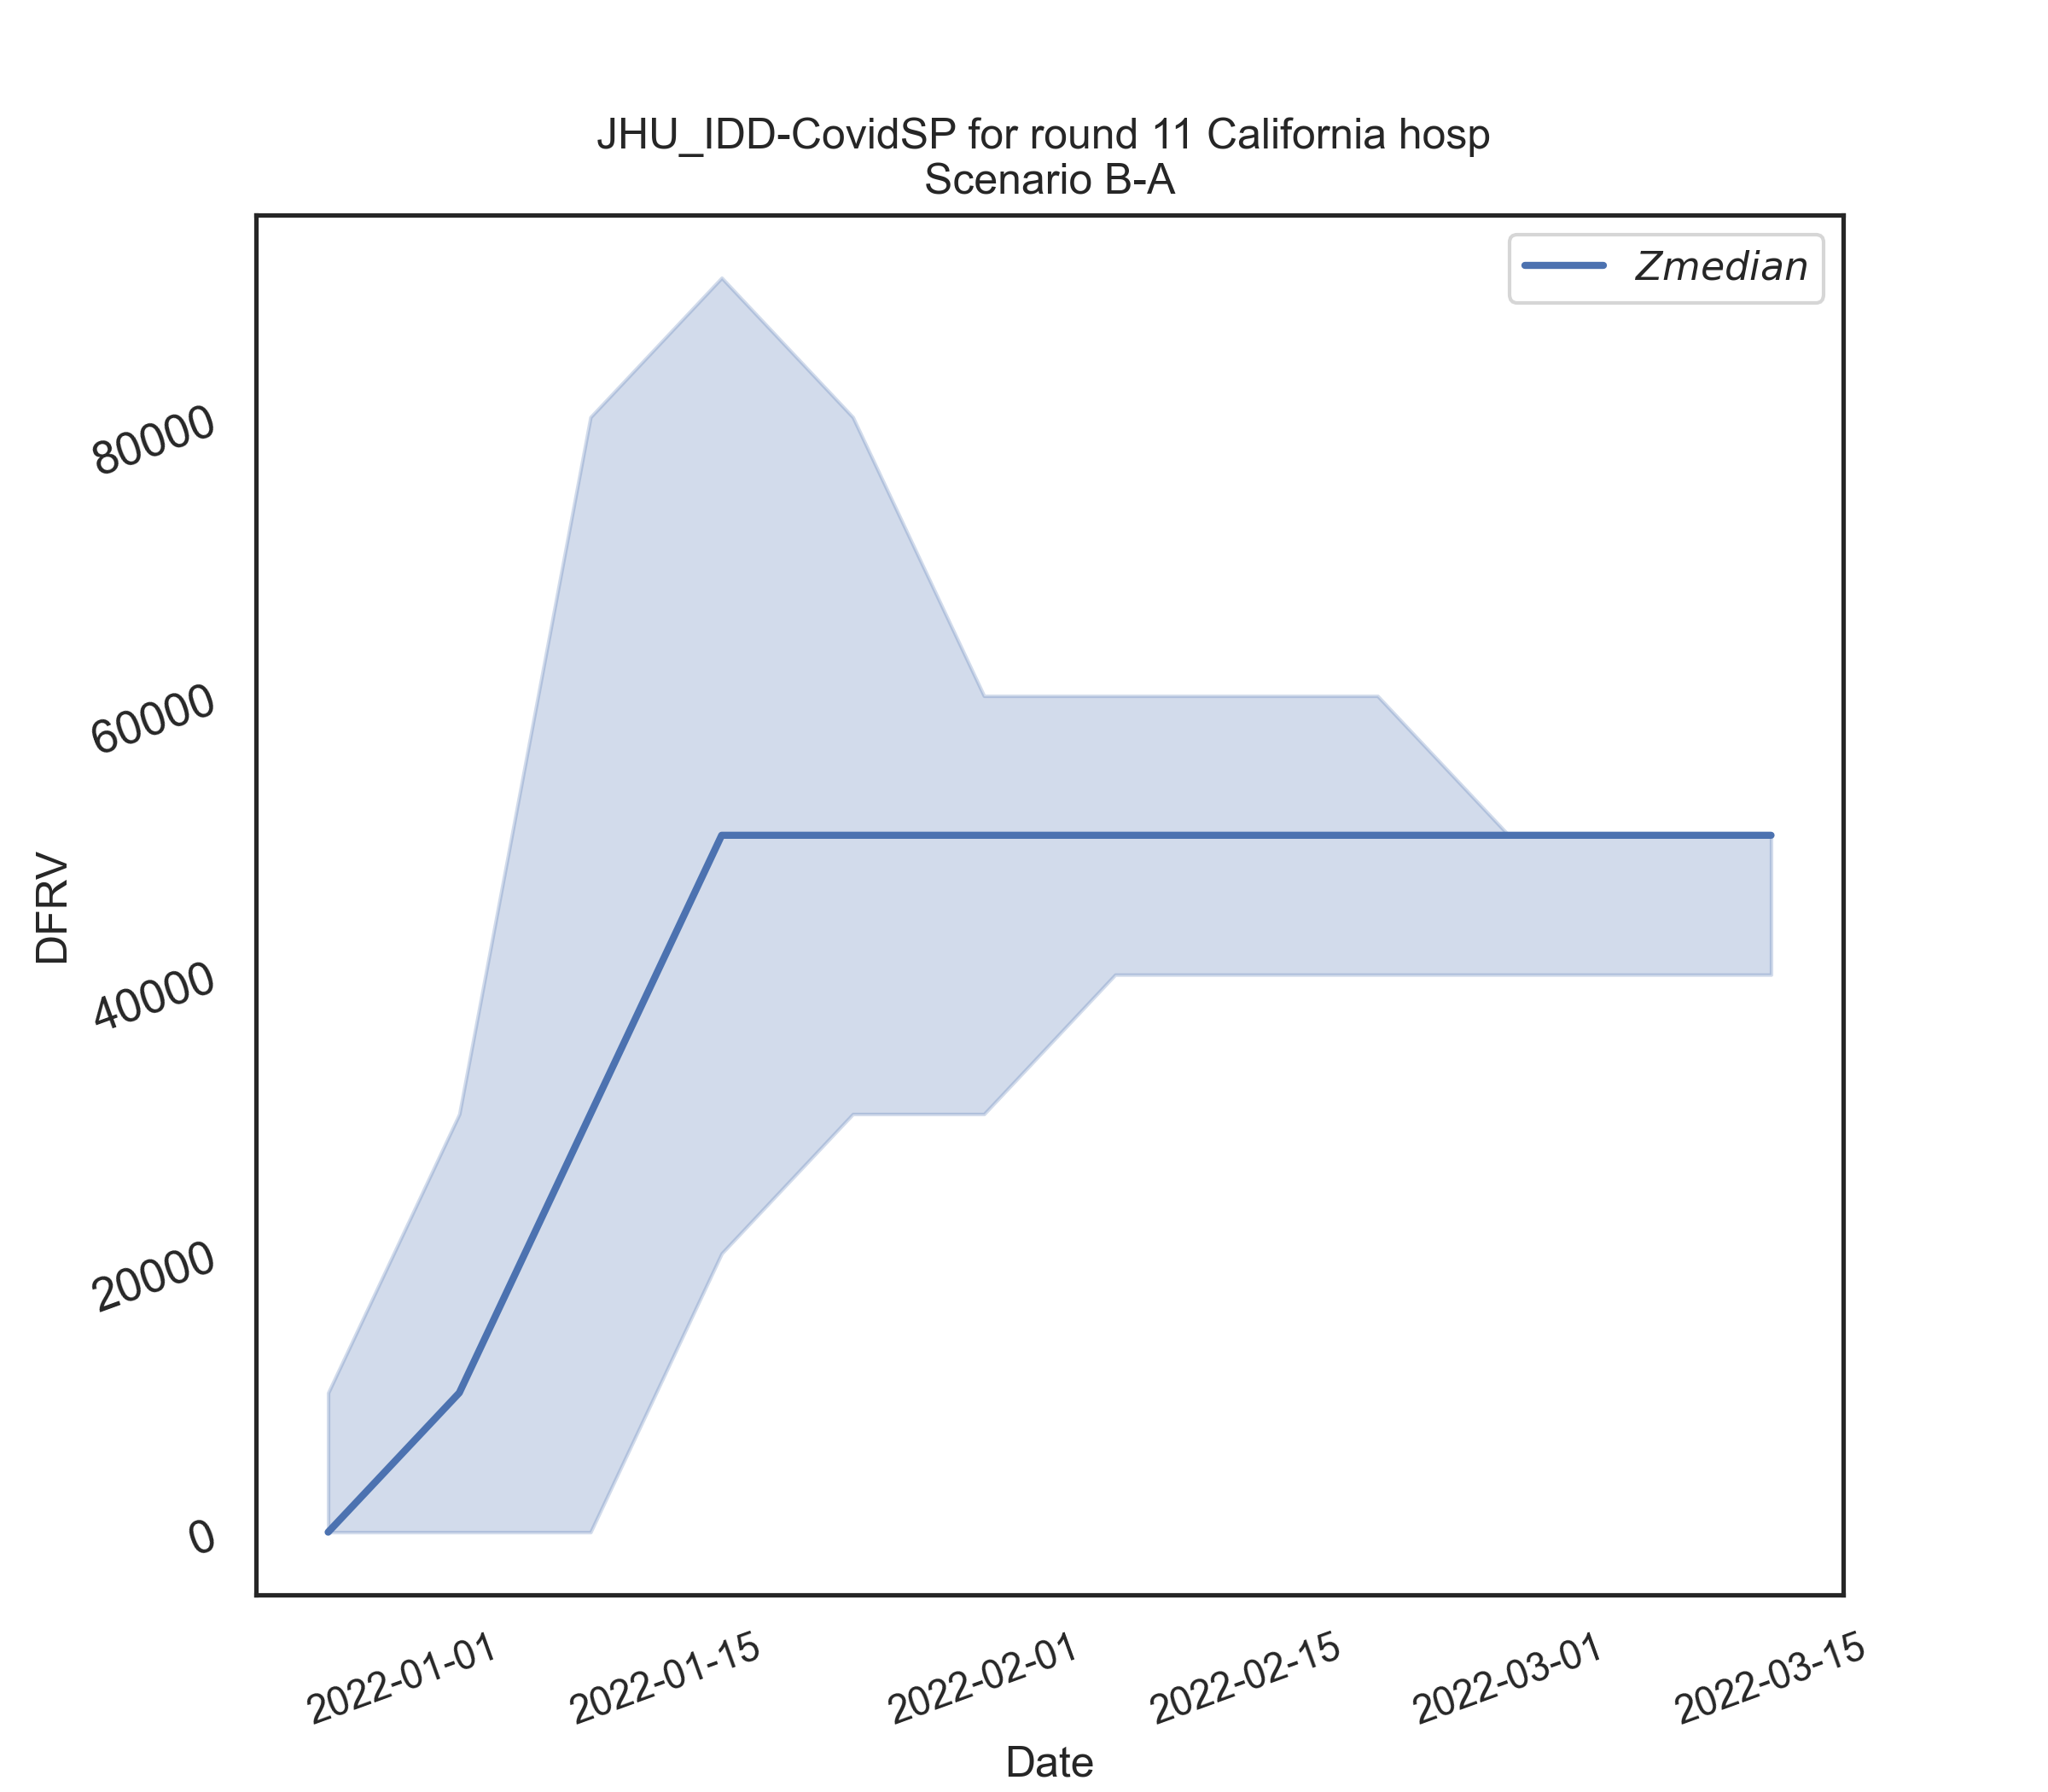 JHU_IDD-CovidSP for round 11 California hosp
Scenario B-A
Zmedian
80000
60000
40000
20000
0
DFRV
2022-01-01
2022-01-15
2022-02-01
2022-02-15
2022-03-01
2022-03-15
Date